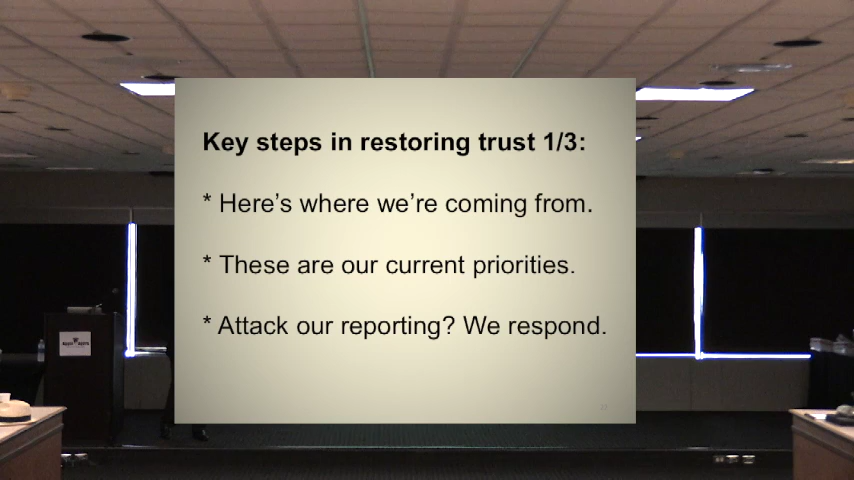 Key steps in restoring trust 1/3:
* Here’s where we’re coming from.
* These are our current priorities.
* Attack our reporting? We respond.